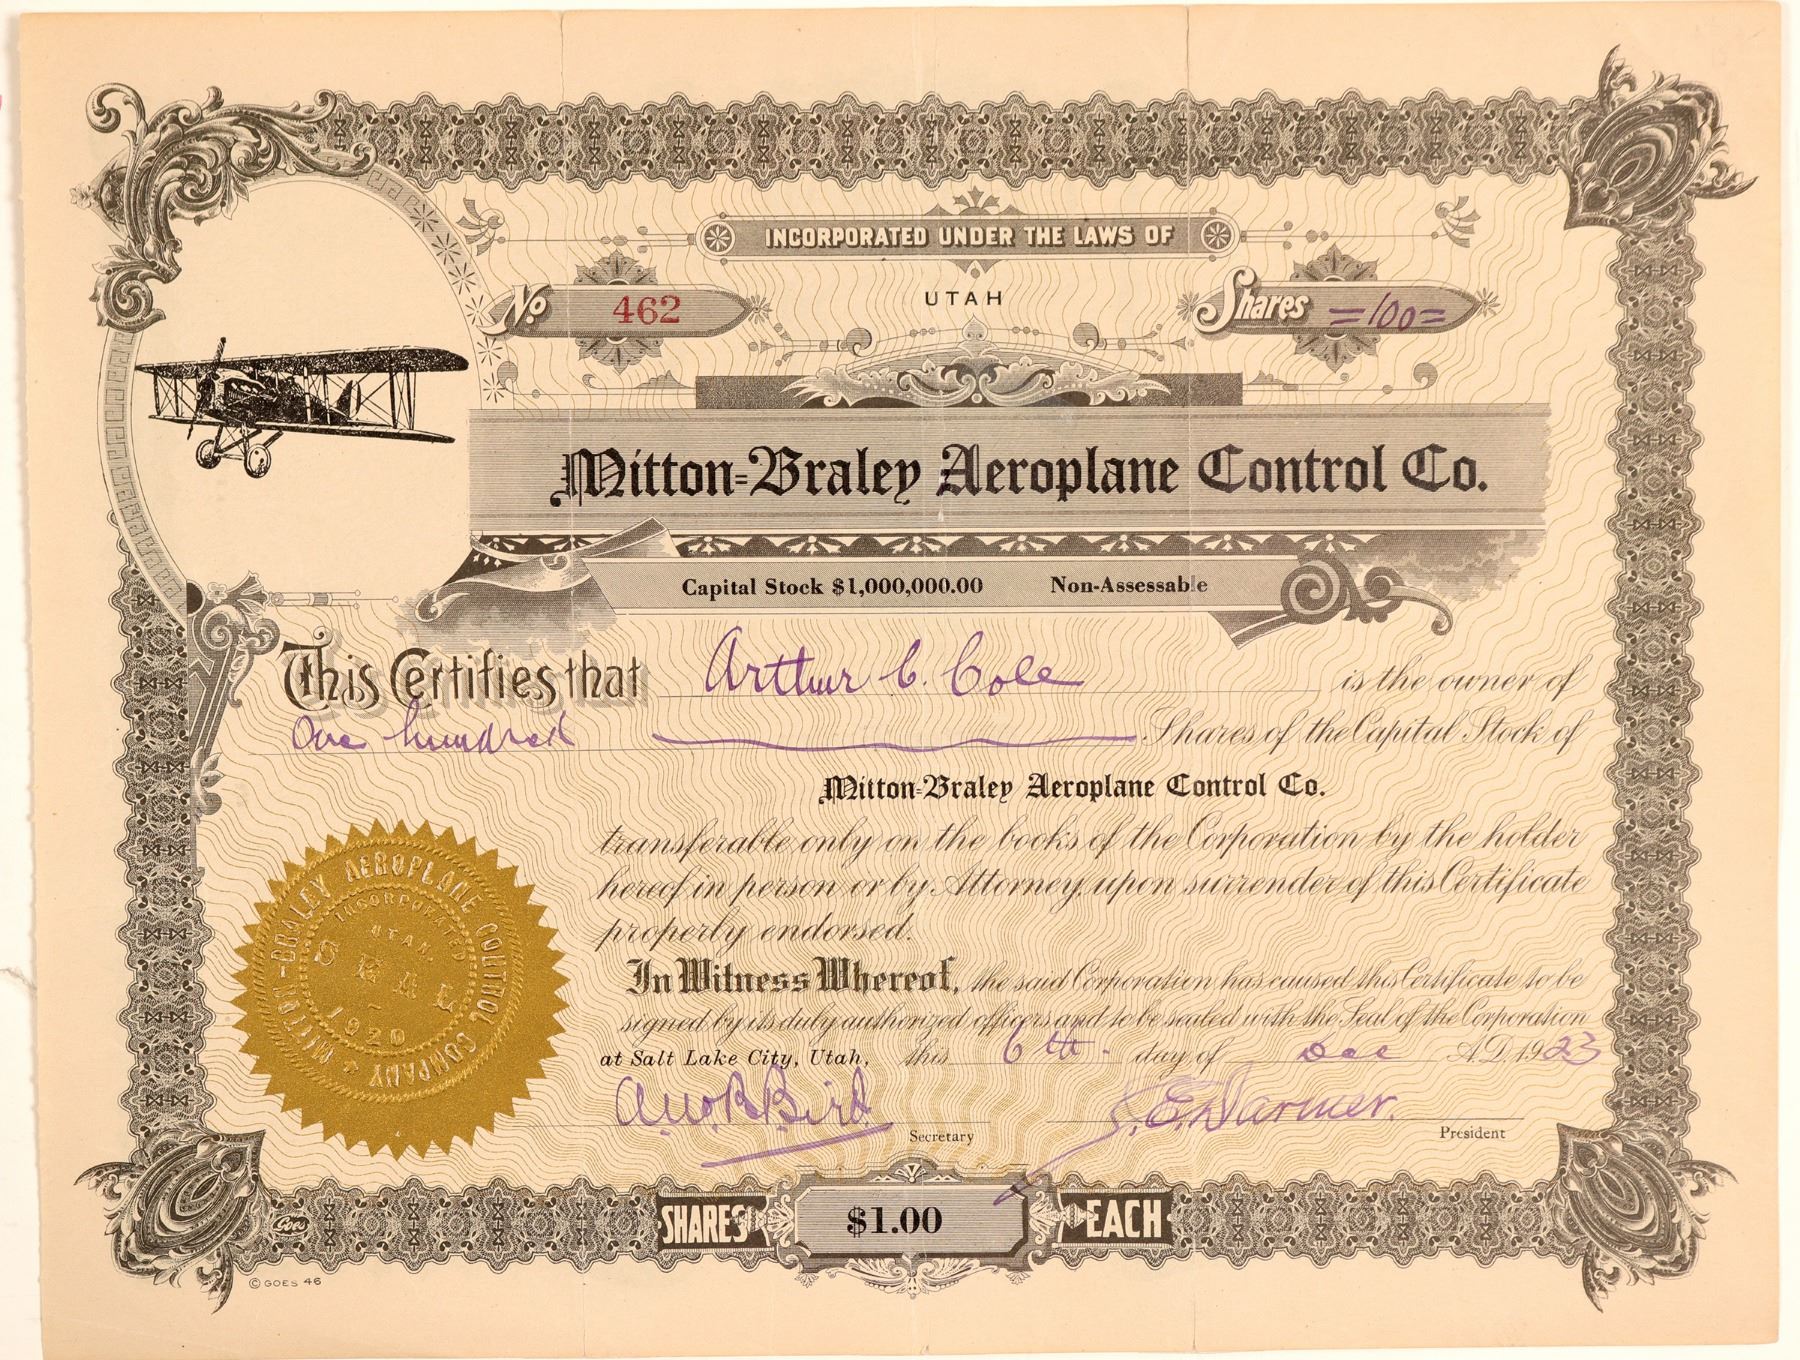 INCORPORATED UNDER THE LAWS OF
No 462
UTAH
Shares =100=
Mitton-Braley Aeroplane Control Co.
Capital Stock $1,000,000.00 Non-Assessable
This Certifies that Arthur C. Cole is the owner of
One hundred Shares of the Capital Stock of
Mitton-Braley Aeroplane Control Co.
transferable only on the books of the Corporation by the holder
hereof in person or by Attorney, upon surrender of this Certificate
properly endorsed.
In Witness Whereof, the said Corporation has caused this Certificate to be
signed by its duly authorized officers and to be sealed with the Seal of the Corporation
at Salt Lake City, Utah, this 6th. day of Dec A.D. 1923
Bird
Secretary
President
MITTON-BRALEY AEROPLANE CONTROL COMPANY
INCORPORATED
UTAH.
SEAL
1920
SHARES $1.00 EACH
Goes
© GOES 46